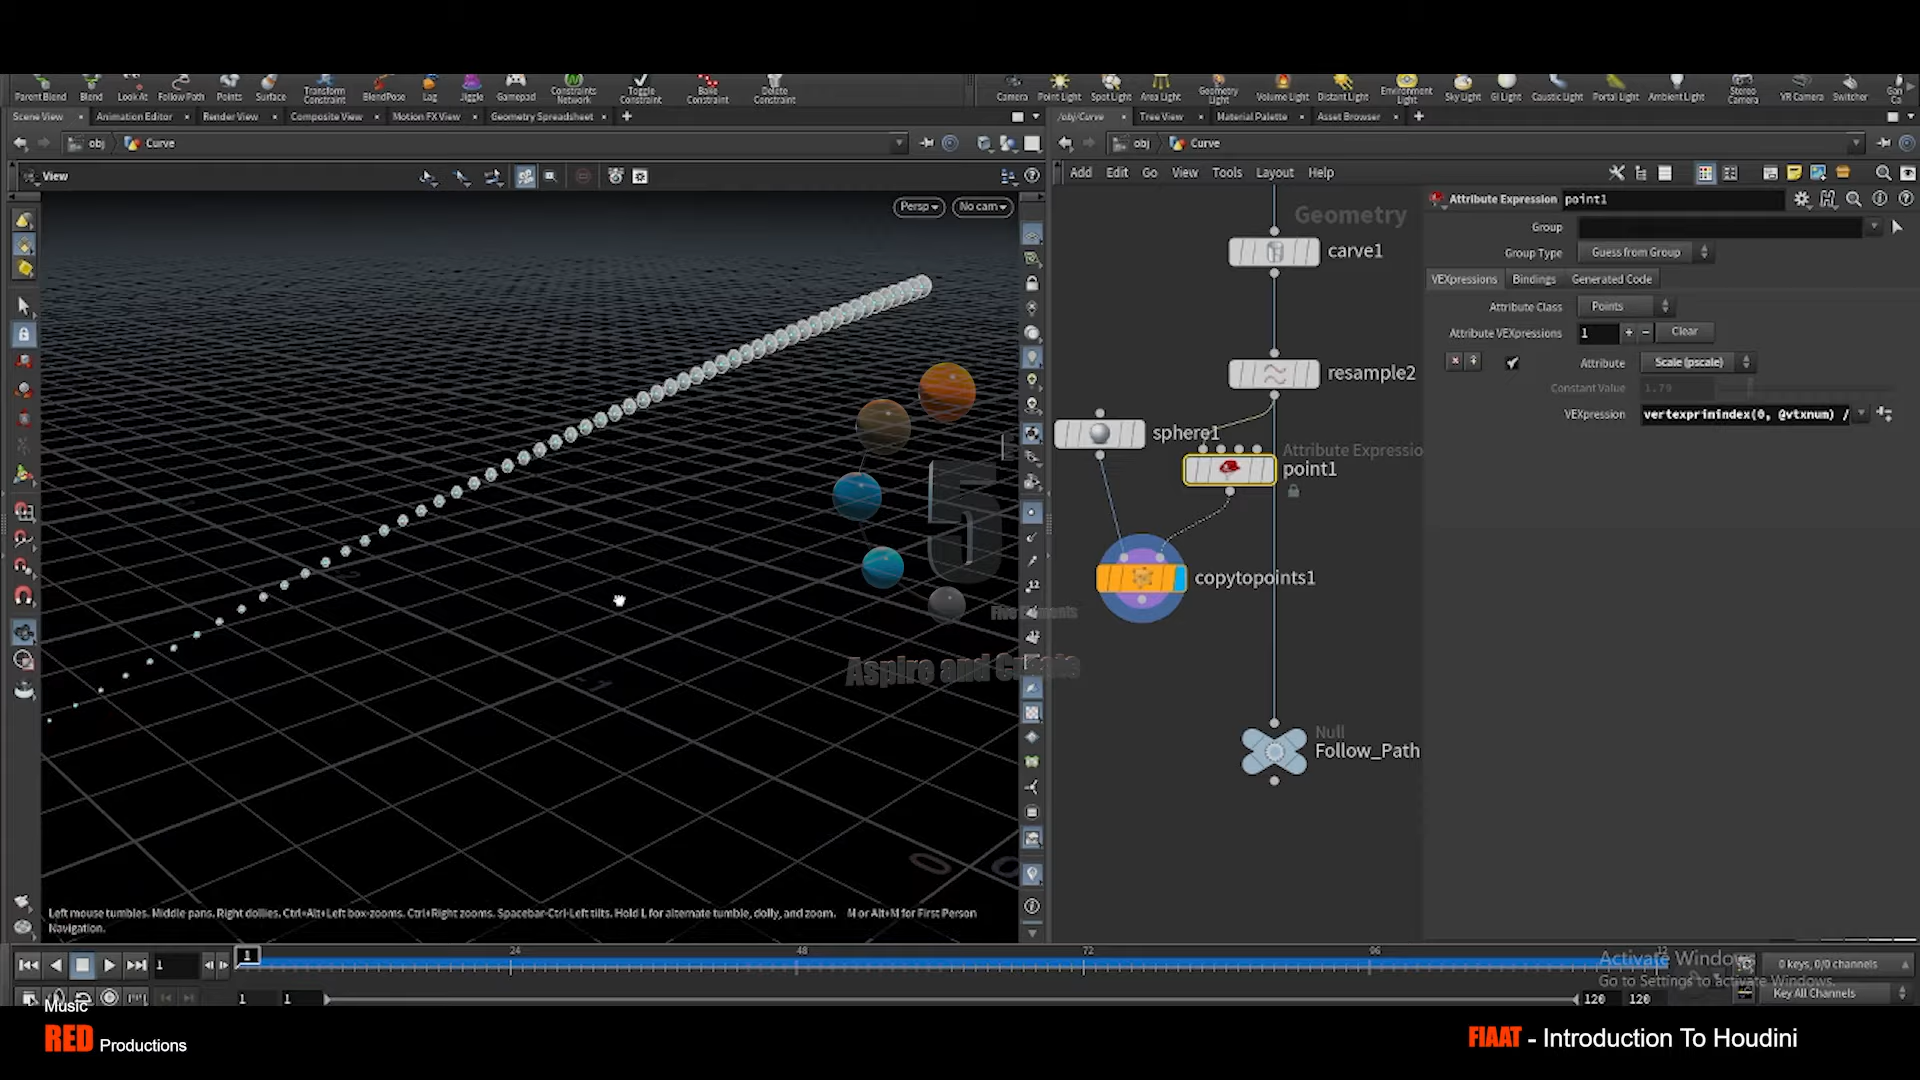 Parent Blend Blend Look At Follow Path Points Surface Transform Constraint BlendPose Lag Jiggle Gamepad Constraints Network Toggle Constraint Bake Constraint Delete Constraint
Camera Point Light Spot Light Area Light Geometry Light Volume Light Distant Light Environment Light Sky Light GI Light Caustic Light Portal Light Ambient Light Stereo Camera VR Camera Switcher
Scene View Animation Editor Render View Composite View Motion FX View Geometry Spreadsheet
/obj/Curve Tree View Material Palette Asset Browser
obj Curve
obj Curve
View
Add Edit Go View Tools Layout Help
Persp No cam
Attribute Expression point1
Geometry
Group
carve1
Group Type Guess from Group
VEXpressions Bindings Generated Code
Attribute Class Points
Attribute VEXpressions 1 + − Clear
Attribute Scale (pscale)
Constant Value 1.79
resample2
VEXpression vertexprimindex(0, @vtxnum) /
sphere1
Attribute Expressio
point1
copytopoints1
5
Five Elements
Aspire and Create
Null
Follow_Path
Left mouse tumbles. Middle pans. Right dollies. Ctrl+Alt+Left box-zooms. Ctrl+Right zooms. Spacebar-Ctrl-Left tilts. Hold L for alternate tumble, dolly, and zoom. M or Alt+M for First Person
Navigation.
1 1 24 48 72 96 12
Activate Windows
Go to Settings to activate Windows.
0 keys, 0/0 channels
1 1 120 120
Key All Channels
Music
RED Productions
FIAAT - Introduction To Houdini